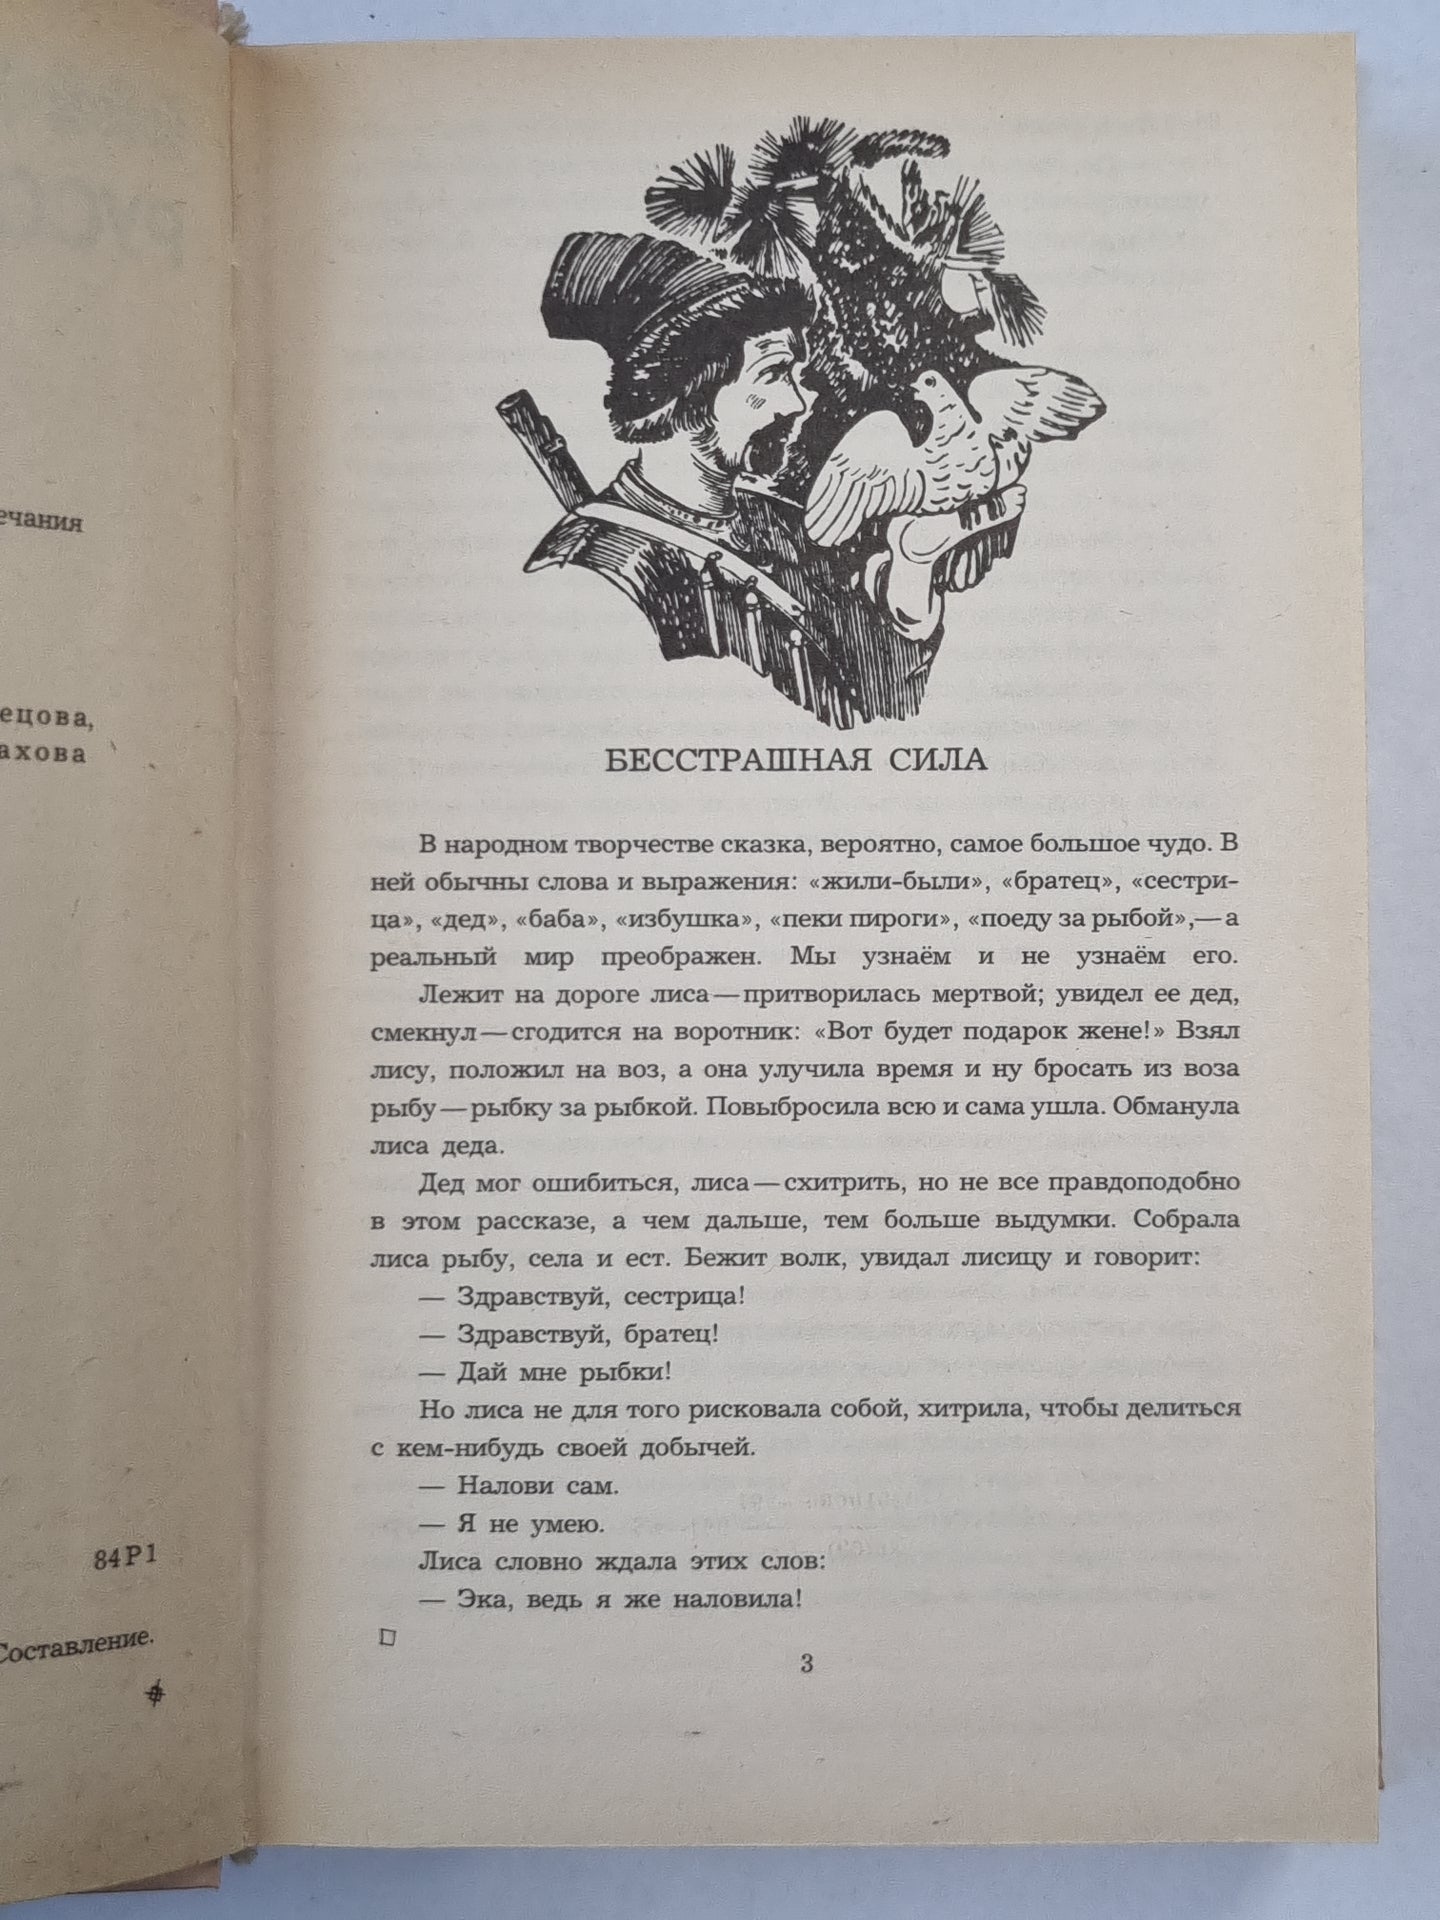 ечания
ецова,
ахова
84Р1
Составление.
БЕССТРАШНАЯ СИЛА
В народном творчестве сказка, вероятно, самое большое чудо. В
ней обычны слова и выражения: «жили-были», «братец», «сестри-
ца», «дед», «баба», «избушка», «пеки пироги», «поеду за рыбой»,—а
реальный мир преображен. Мы узнаём и не узнаём его.
Лежит на дороге лиса—притворилась мертвой; увидел ее дед,
смекнул—сгодится на воротник: «Вот будет подарок жене!» Взял
лису, положил на воз, а она улучила время и ну бросать из воза
рыбу—рыбку за рыбкой. Повыбросила всю и сама ушла. Обманула
лиса деда.
Дед мог ошибиться, лиса—схитрить, но не все правдоподобно
в этом рассказе, а чем дальше, тем больше выдумки. Собрала
лиса рыбу, села и ест. Бежит волк, увидал лисицу и говорит:
— Здравствуй, сестрица!
— Здравствуй, братец!
— Дай мне рыбки!
Но лиса не для того рисковала собой, хитрила, чтобы делиться
с кем-нибудь своей добычей.
— Налови сам.
— Я не умею.
Лиса словно ждала этих слов:
— Эка, ведь я же наловила!
3